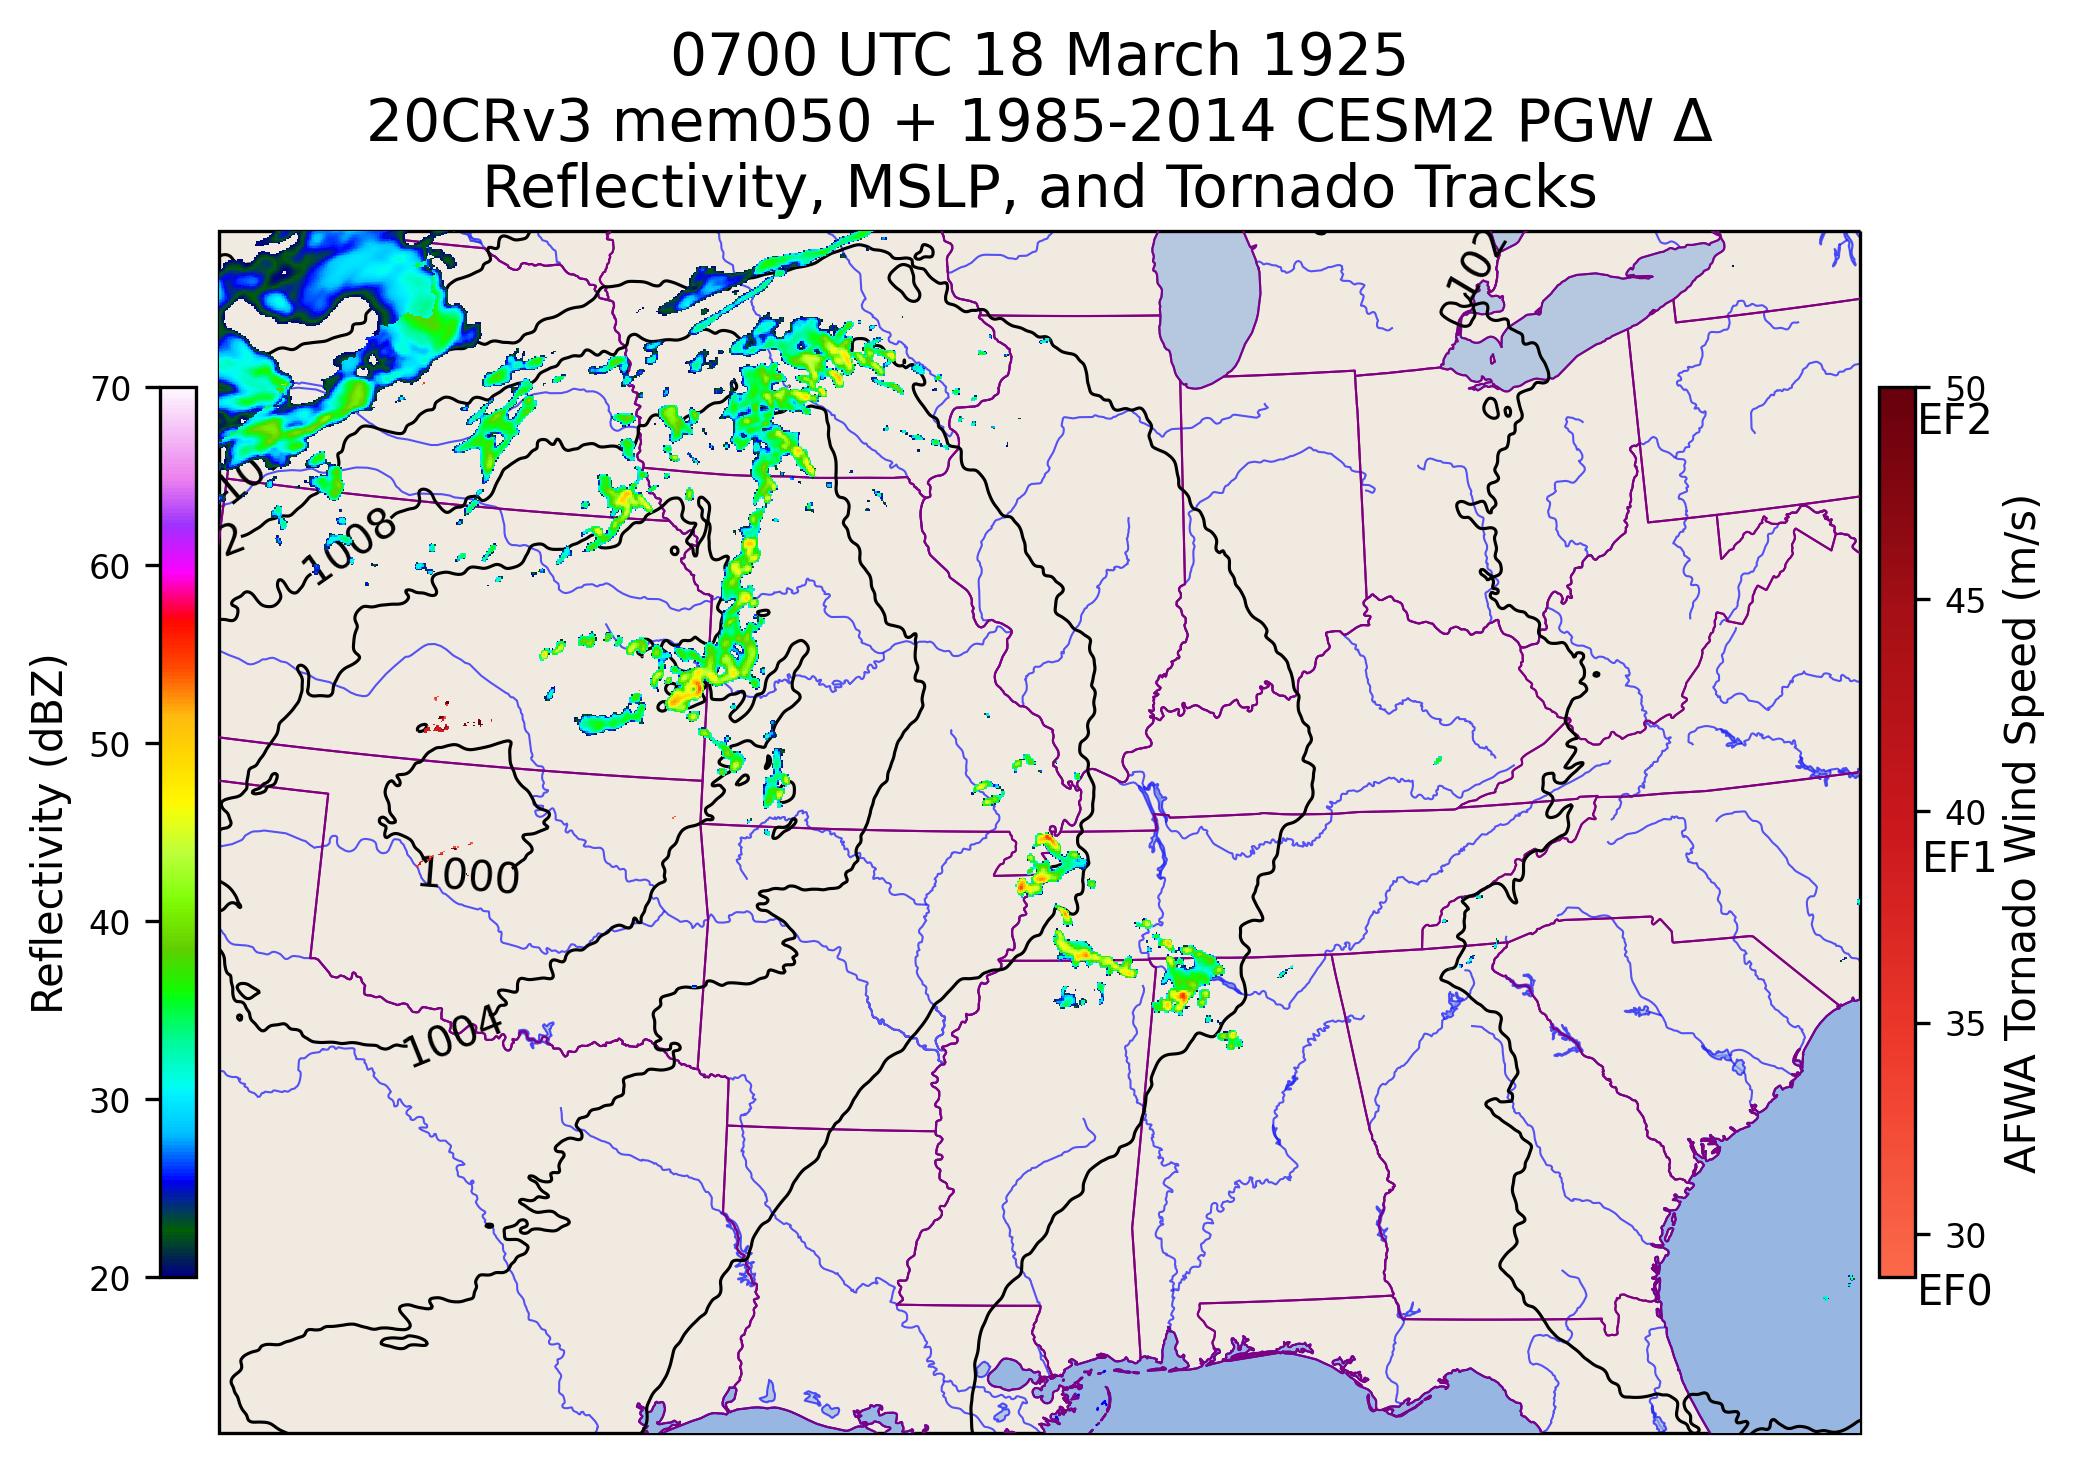 0700 UTC 18 March 1925
20CRv3 mem050 + 1985-2014 CESM2 PGW Δ
Reflectivity, MSLP, and Tornado Tracks
Reflectivity (dBZ)
70
60
50
40
30
20
1008
1000
1004
2
50
EF2
45
40
EF1
35
30
EF0
AFWA Tornado Wind Speed (m/s)